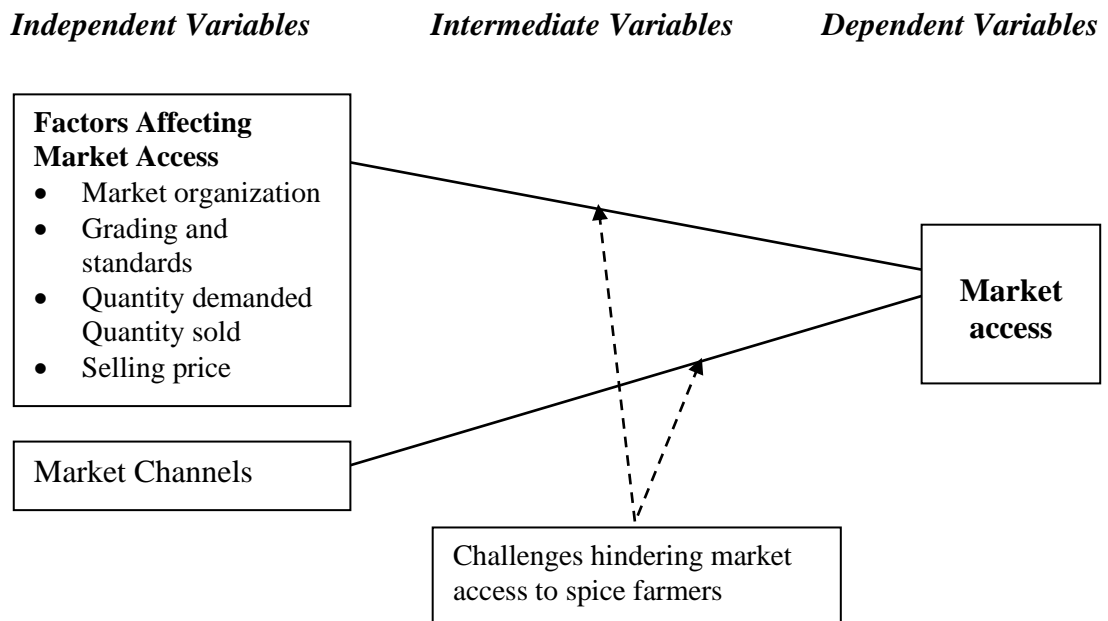 Independent Variables Intermediate Variables Dependent Variables
Factors Affecting
Market Access
• Market organization
• Grading and
standards
• Quantity demanded
Quantity sold
• Selling price
Market
access
Market Channels
Challenges hindering market
access to spice farmers